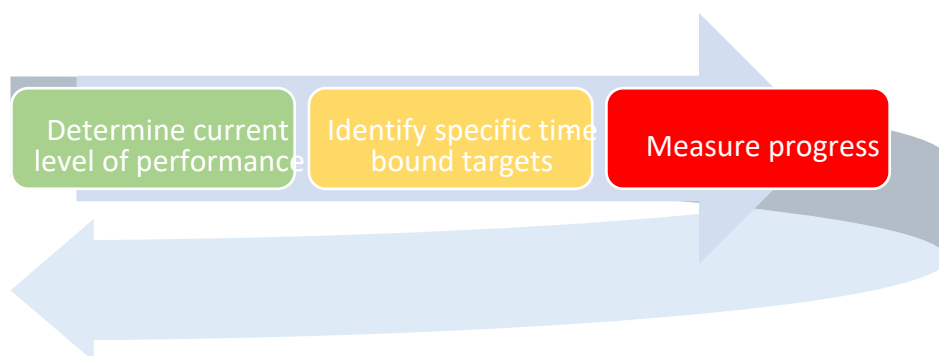 Determine current
level of performance
Identify specific time-
bound targets
Measure progress